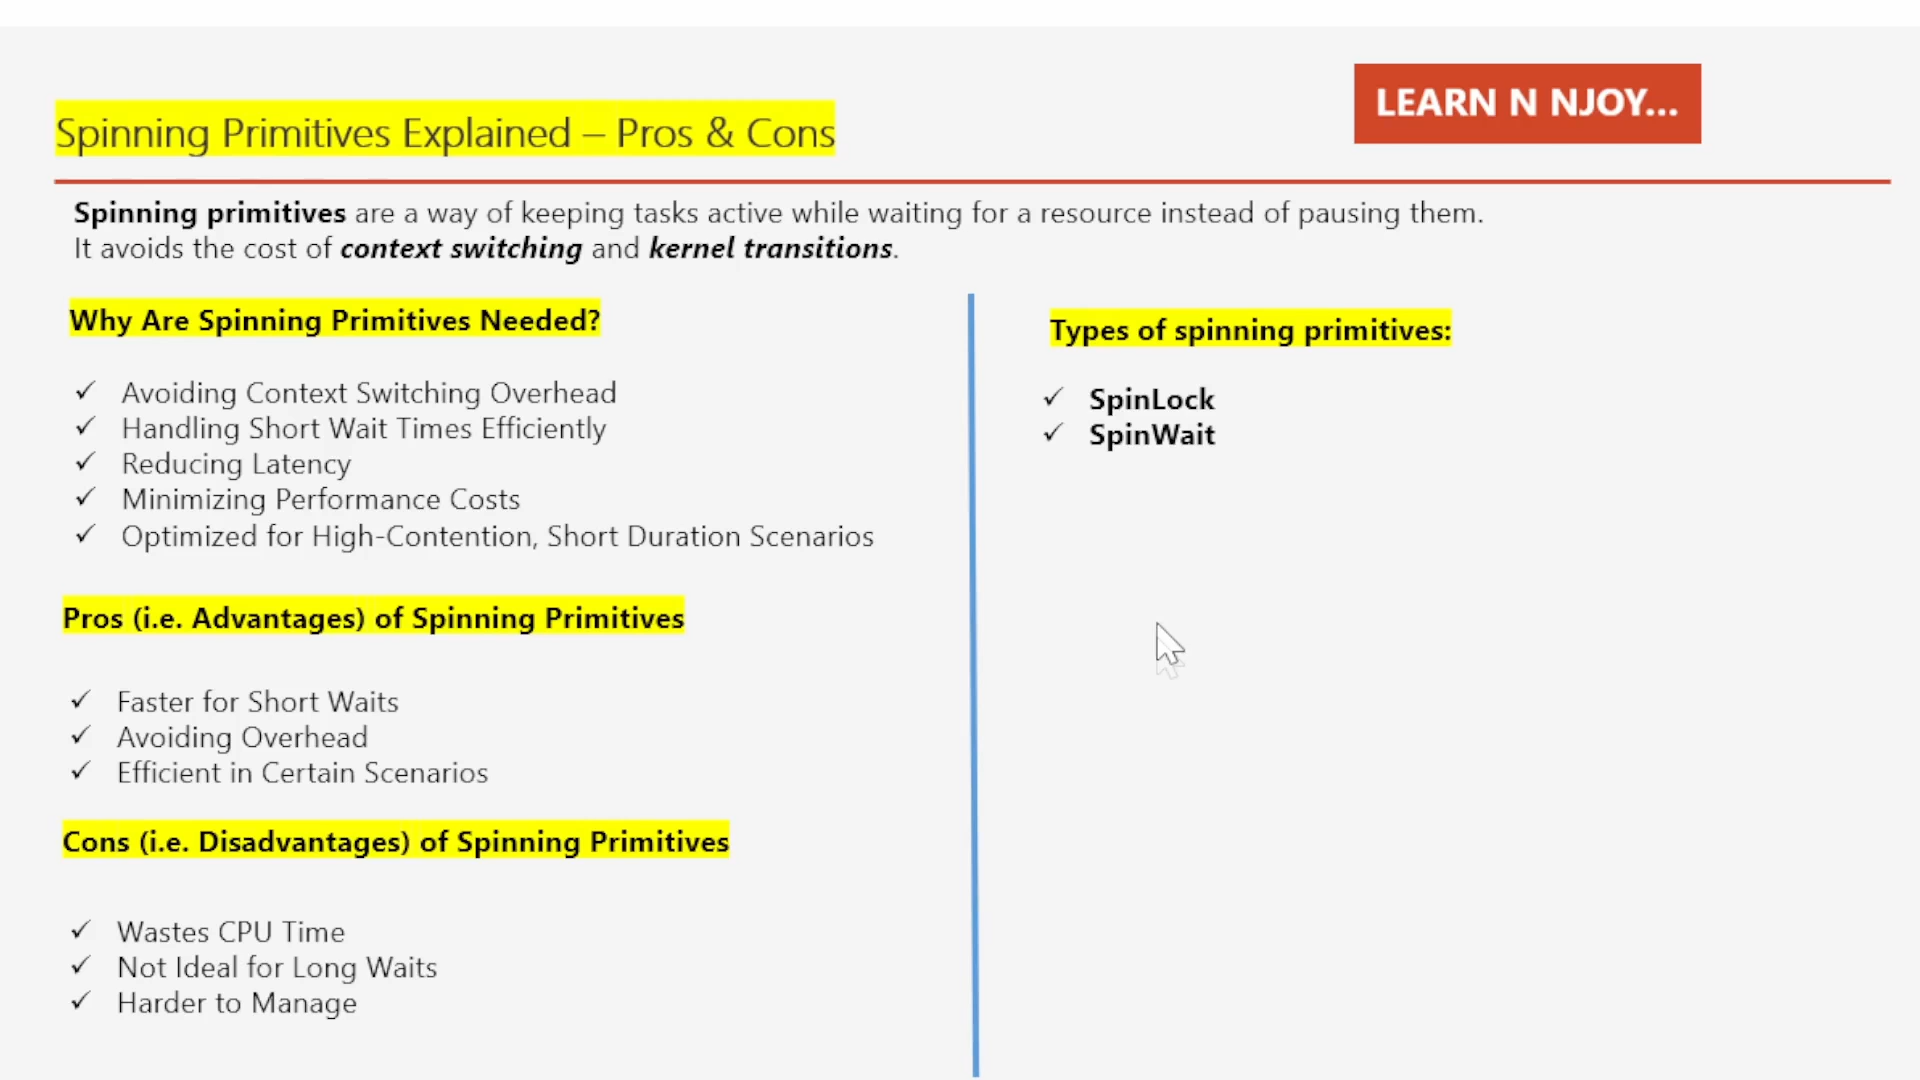 LEARN N NJOY...
Spinning Primitives Explained – Pros & Cons
Spinning primitives are a way of keeping tasks active while waiting for a resource instead of pausing them.
It avoids the cost of context switching and kernel transitions.
Why Are Spinning Primitives Needed?
✓ Avoiding Context Switching Overhead
✓ Handling Short Wait Times Efficiently
✓ Reducing Latency
✓ Minimizing Performance Costs
✓ Optimized for High-Contention, Short Duration Scenarios
Pros (i.e. Advantages) of Spinning Primitives
✓ Faster for Short Waits
✓ Avoiding Overhead
✓ Efficient in Certain Scenarios
Cons (i.e. Disadvantages) of Spinning Primitives
✓ Wastes CPU Time
✓ Not Ideal for Long Waits
✓ Harder to Manage
Types of spinning primitives:
✓ SpinLock
✓ SpinWait